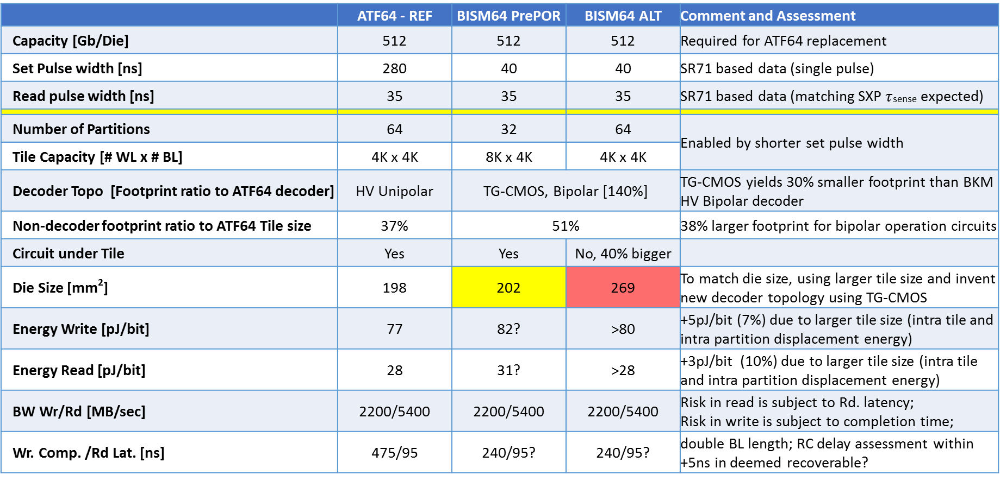 ATF64 - REF BISM64 PrePOR BISM64 ALT Comment and Assessment
Capacity [Gb/Die] 512 512 512 Required for ATF64 replacement
Set Pulse width [ns] 280 40 40 SR71 based data (single pulse)
Read pulse width [ns] 35 35 35 SR71 based data (matching SXP τsense expected)
Number of Partitions 64 32 64
Enabled by shorter set pulse width
Tile Capacity [# WL x # BL] 4K x 4K 8K x 4K 4K x 4K
Decoder Topo [Footprint ratio to ATF64 decoder] HV Unipolar TG-CMOS, Bipolar [140%] TG-CMOS yields 30% smaller footprint than BKM
HV Bipolar decoder
Non-decoder footprint ratio to ATF64 Tile size 37% 51% 38% larger footprint for bipolar operation circuits
Circuit under Tile Yes Yes No, 40% bigger
Die Size [mm2] 198 202 269 To match die size, using larger tile size and invent
new decoder topology using TG-CMOS
Energy Write [pJ/bit] 77 82? >80 +5pJ/bit (7%) due to larger tile size (intra tile and
intra partition displacement energy)
Energy Read [pJ/bit] 28 31? >28 +3pJ/bit (10%) due to larger tile size (intra tile
and intra partition displacement energy)
BW Wr/Rd [MB/sec] 2200/5400 2200/5400 2200/5400 Risk in read is subject to Rd. latency;
Risk in write is subject to completion time;
Wr. Comp. /Rd Lat. [ns] 475/95 240/95? 240/95? double BL length; RC delay assessment within
+5ns in deemed recoverable?